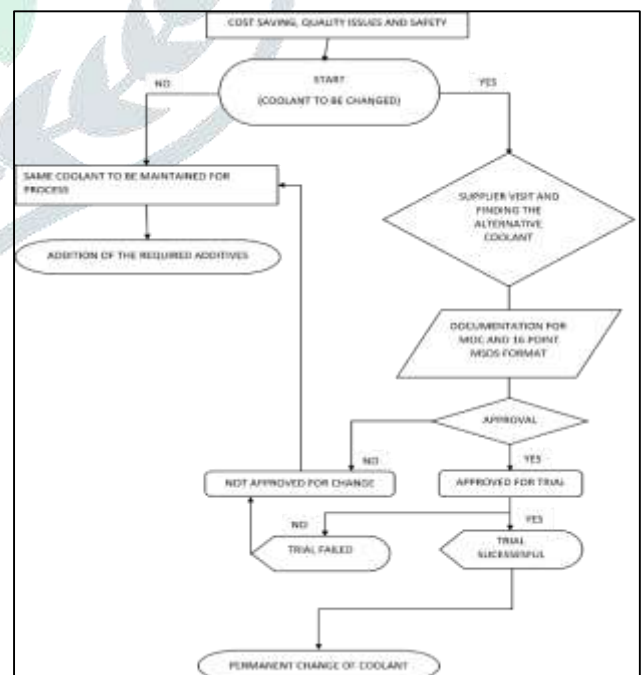 COST SAVING, QUALITY ISSUES AND SAFETY
START
(COOLANT TO BE CHANGED)
NO
YES
SAME COOLANT TO BE MAINTAINED FOR
PROCESS
ADDITION OF THE REQUIRED ADDITIVES
SUPPLIER VISIT AND
FINDING THE
ALTERNATIVE
COOLANT
DOCUMENTATION FOR
MOC AND 16 POINT
MSDS FORMAT
APPROVAL
NO
YES
NOT APPROVED FOR CHANGE
APPROVED FOR TRIAL
NO
YES
TRIAL FAILED
TRIAL
SUCESSESFUL
PERMANENT CHANGE OF COOLANT